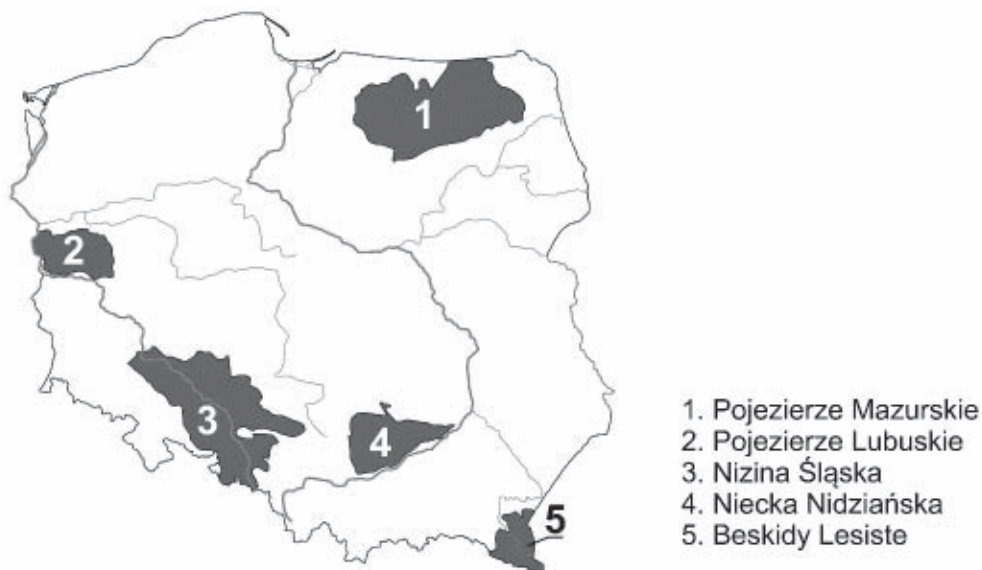 1
2
3
4
5
1. Pojezierze Mazurskie
2. Pojezierze Lubuskie
3. Nizina Śląska
4. Niecka Nidziańska
5. Beskidy Lesiste